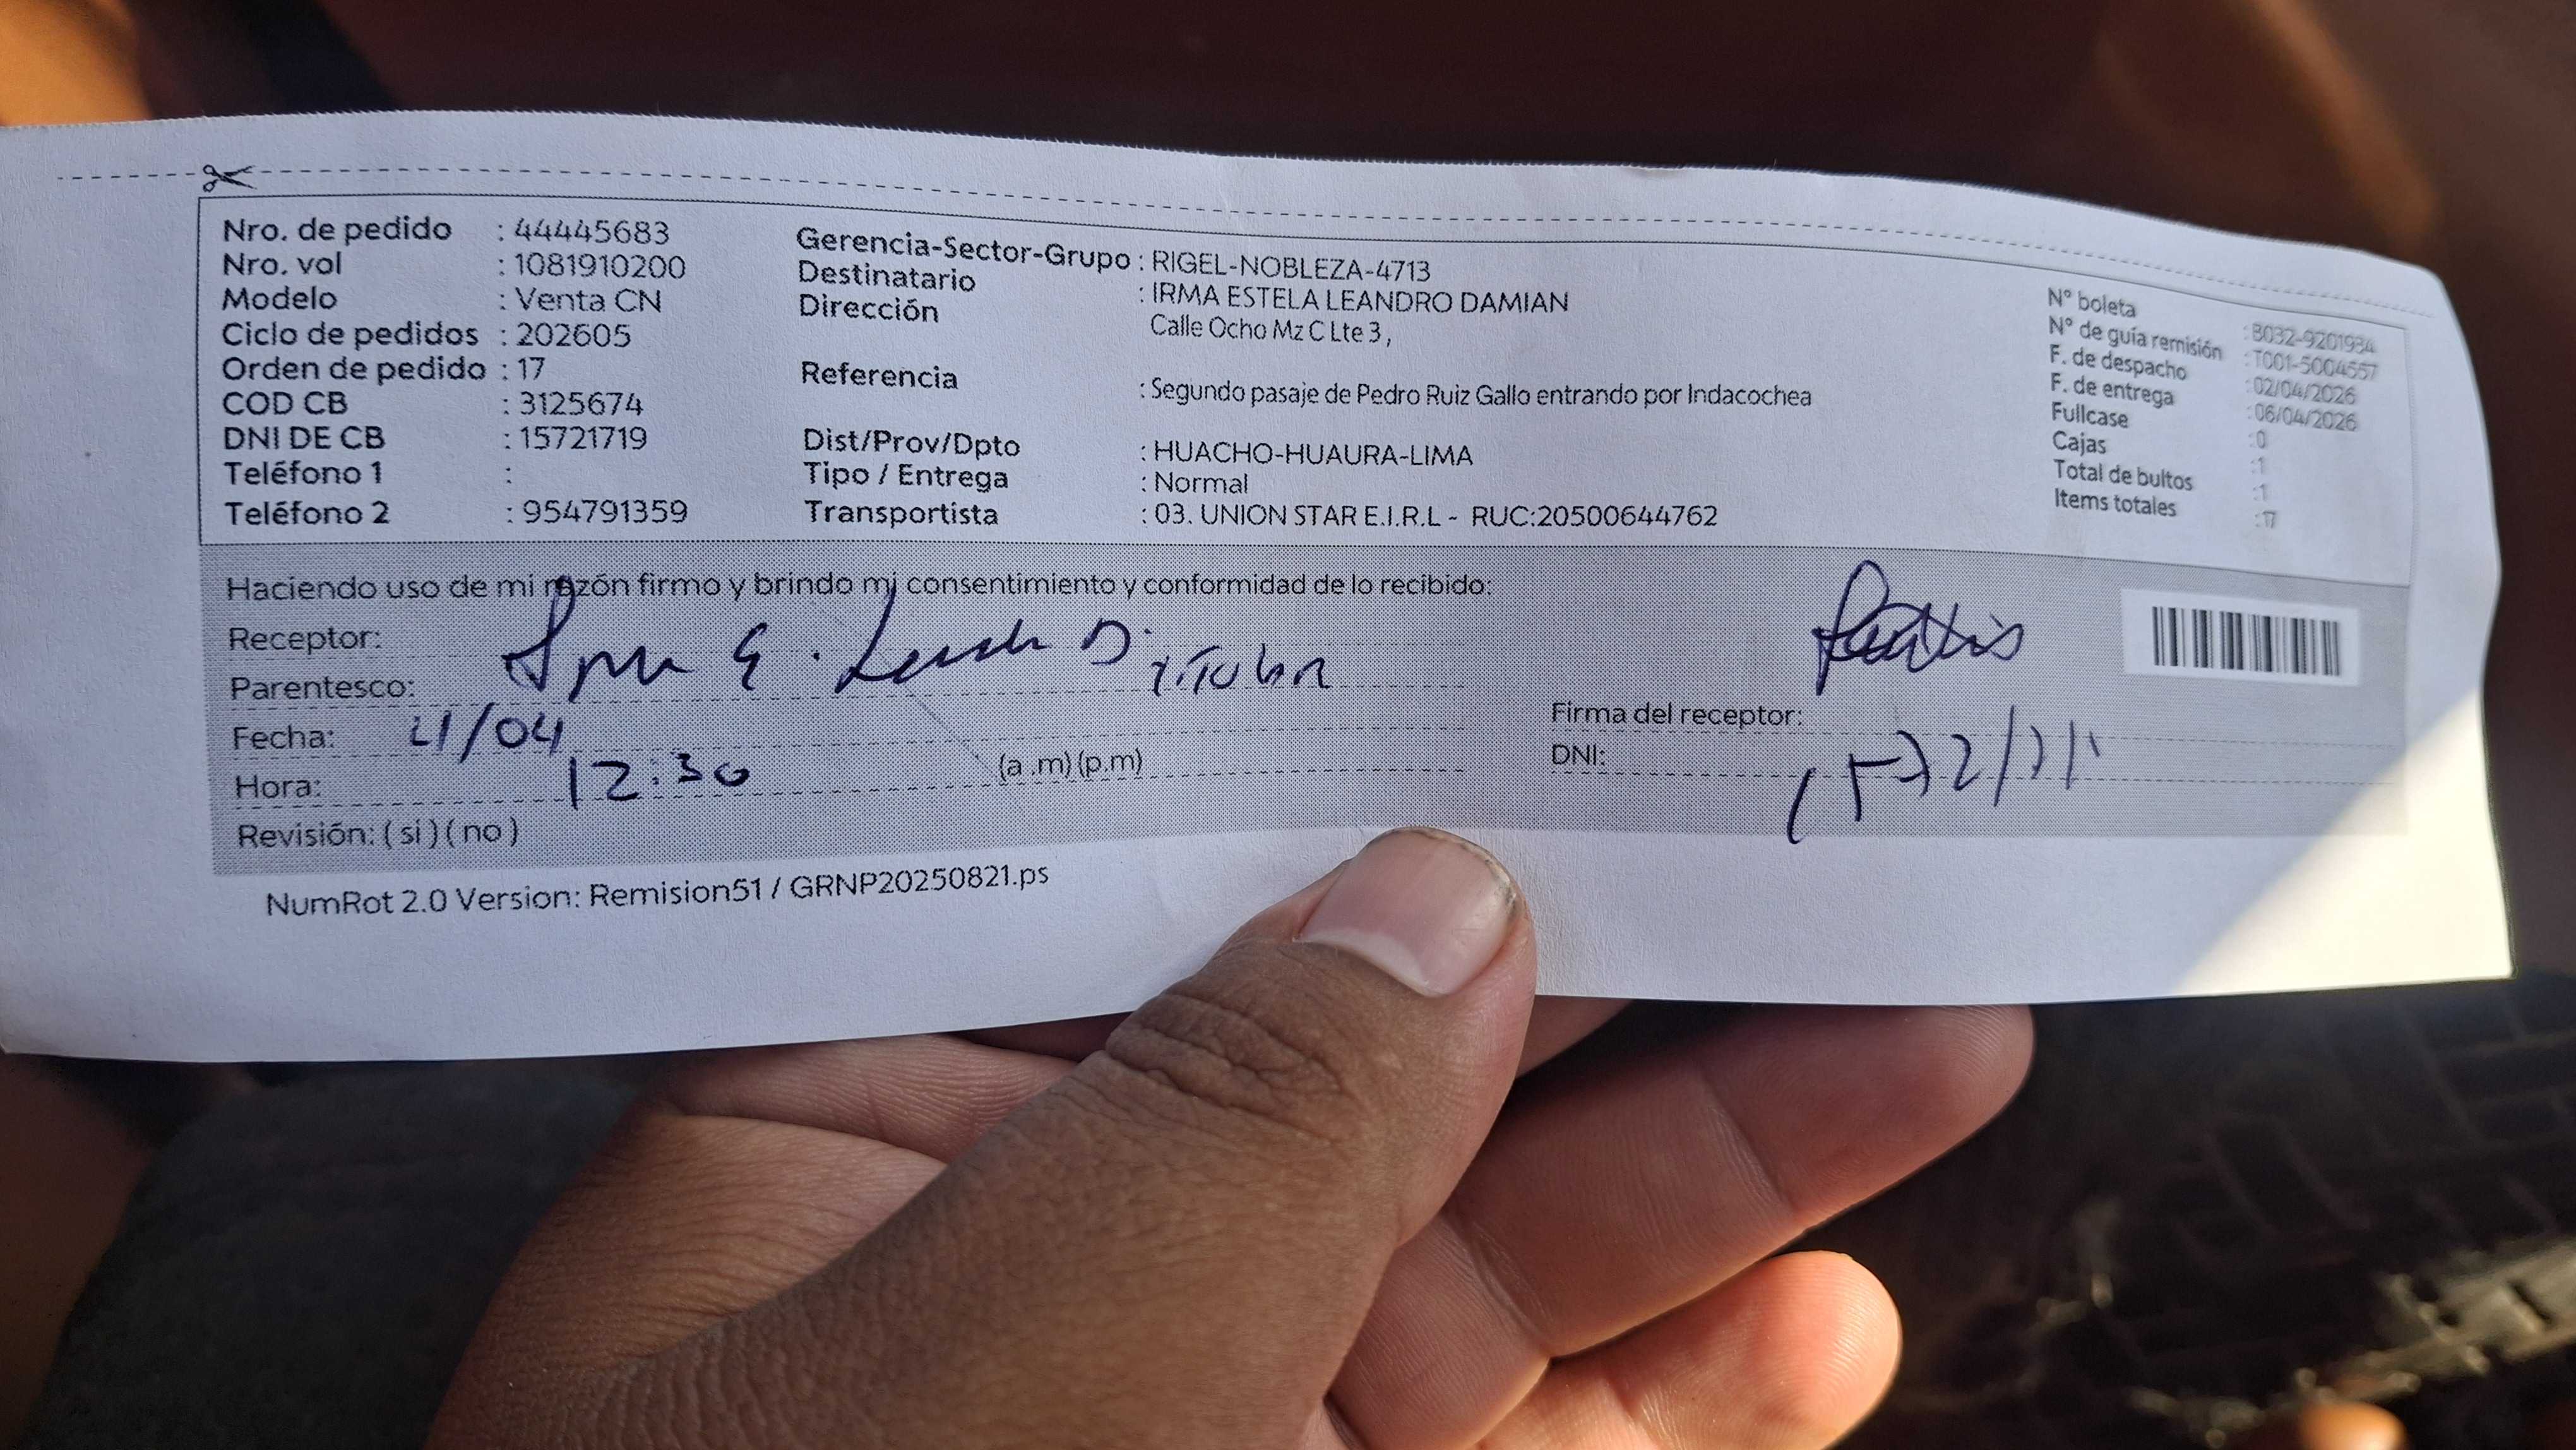 Nro. de pedido : 44445683
Nro. vol : 1081910200
Modelo : Venta CN
Ciclo de pedidos : 202605
Orden de pedido : 17
COD CB : 3125674
DNI DE CB : 15721719
Teléfono 1 :
Teléfono 2 : 954791359
Gerencia-Sector-Grupo : RIGEL-NOBLEZA-4713
Destinatario : IRMA ESTELA LEANDRO DAMIAN
Dirección Calle Ocho Mz C Lte 3 ,
Referencia : Segundo pasaje de Pedro Ruiz Gallo entrando por Indacochea
Dist/Prov/Dpto : HUACHO-HUAURA-LIMA
Tipo / Entrega : Normal
Transportista : 03. UNION STAR E.I.R.L - RUC:20500644762
N° boleta : B032-9201934
N° de guía remisión : T001-5004557
F. de despacho : 02/04/2026
F. de entrega : 06/04/2026
Fullcase : 0
Cajas : 1
Total de bultos : 1
Items totales : 17
Haciendo uso de mi razón firmo y brindo mi consentimiento y conformidad de lo recibido:
Receptor:
Parentesco: Titular
Fecha: /04
Hora: 12:30 (a .m) (p.m)
Revisión: ( si ) ( no )
Firma del receptor:
DNI:
NumRot 2.0 Version: Remision51 / GRNP20250821.ps